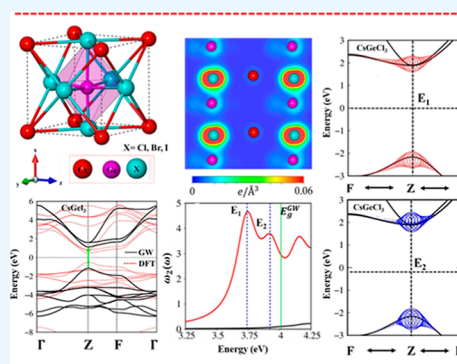 X= Cl, Br, I
Cs
Ge
X
x
y
z
0
e/Å³
0.06
CsGeCl₃
Energy (eV)
3
2
1
0
-1
-2
-3
E₁
F
Z
CsGeI₃
Energy (eV)
6
4
2
0
-2
-4
-6
-8
GW
DFT
Γ
Z
F
Γ
ω₂(ω)
5
4
3
2
1
0
E₁
E₂
E_g^GW
3.25
3.5
3.75
4
4.25
Energy (eV)
CsGeCl₃
Energy (eV)
3
2
1
0
-1
-2
-3
E₂
F
Z